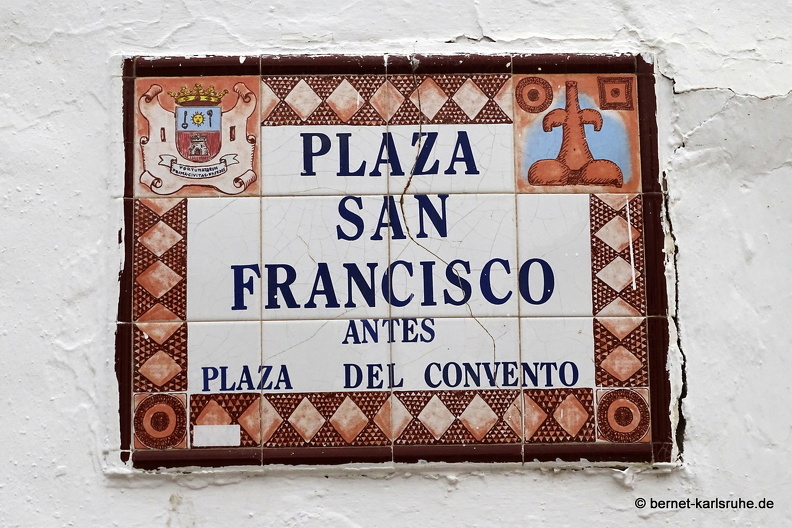 PLAZA
SAN
FRANCISCO
ANTES
PLAZA DEL CONVENTO
© bernet-karlsruhe.de